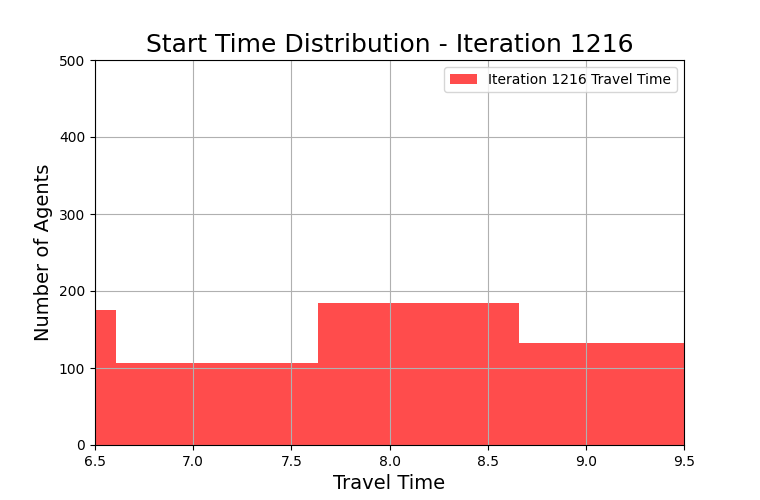 Start Time Distribution - Iteration 1216
Iteration 1216 Travel Time
Number of Agents
500
400
300
200
100
0
6.5 7.0 7.5 8.0 8.5 9.0 9.5
Travel Time